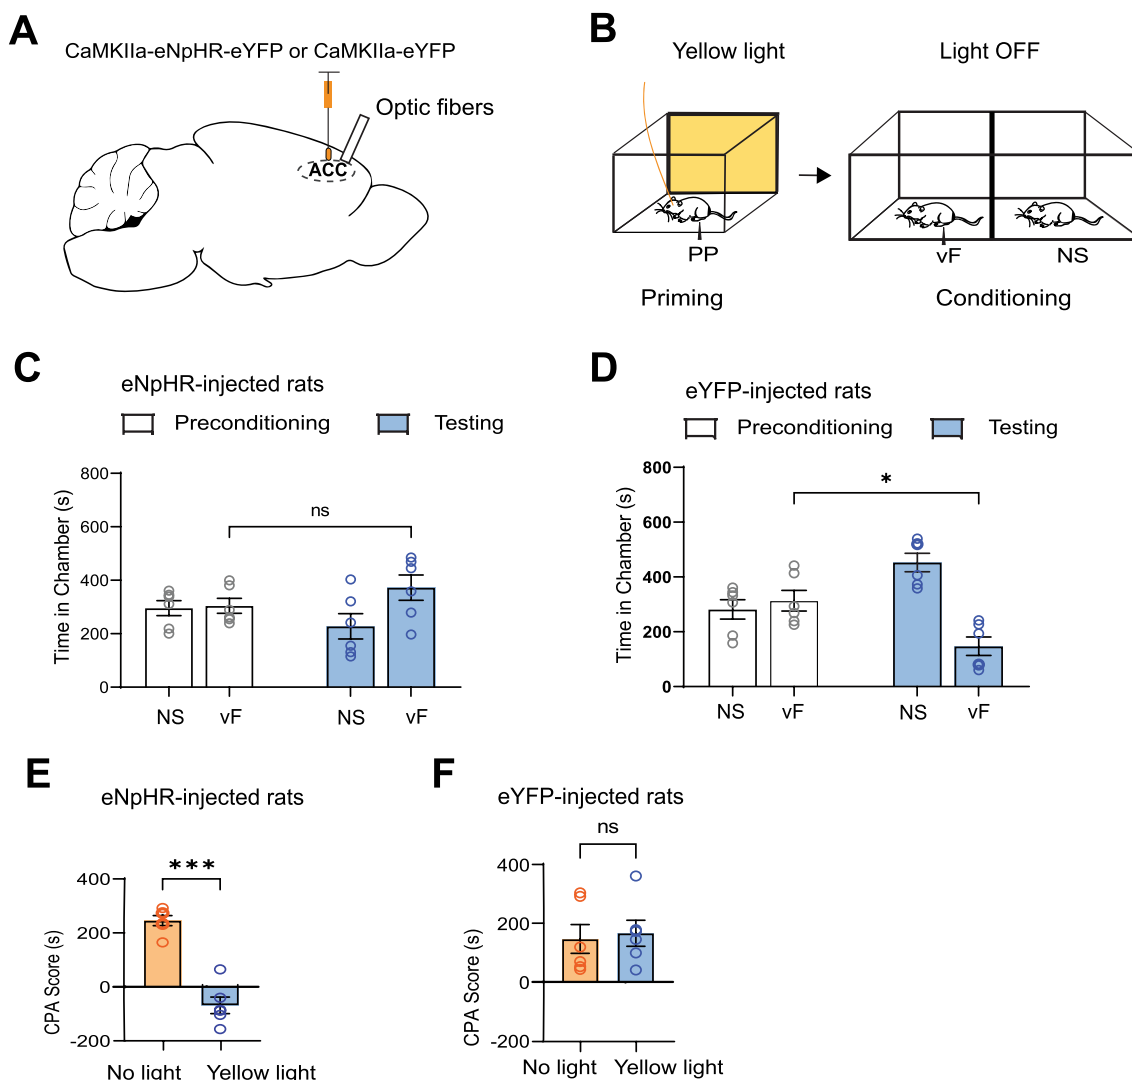 A
CaMKIIa-eNpHR-eYFP or CaMKIIa-eYFP
Optic fibers
ACC
B
Yellow light
Light OFF
PP
vF
NS
Priming
Conditioning
C
eNpHR-injected rats
Preconditioning
Testing
Time in Chamber (s)
800
600
400
200
0
ns
NS
vF
NS
vF
D
eYFP-injected rats
Preconditioning
Testing
Time in Chamber (s)
800
600
400
200
0
*
NS
vF
NS
vF
E
eNpHR-injected rats
CPA Score (s)
400
200
0
-200
***
No light
Yellow light
F
eYFP-injected rats
ns
CPA Score (s)
400
200
0
-200
No light
Yellow light